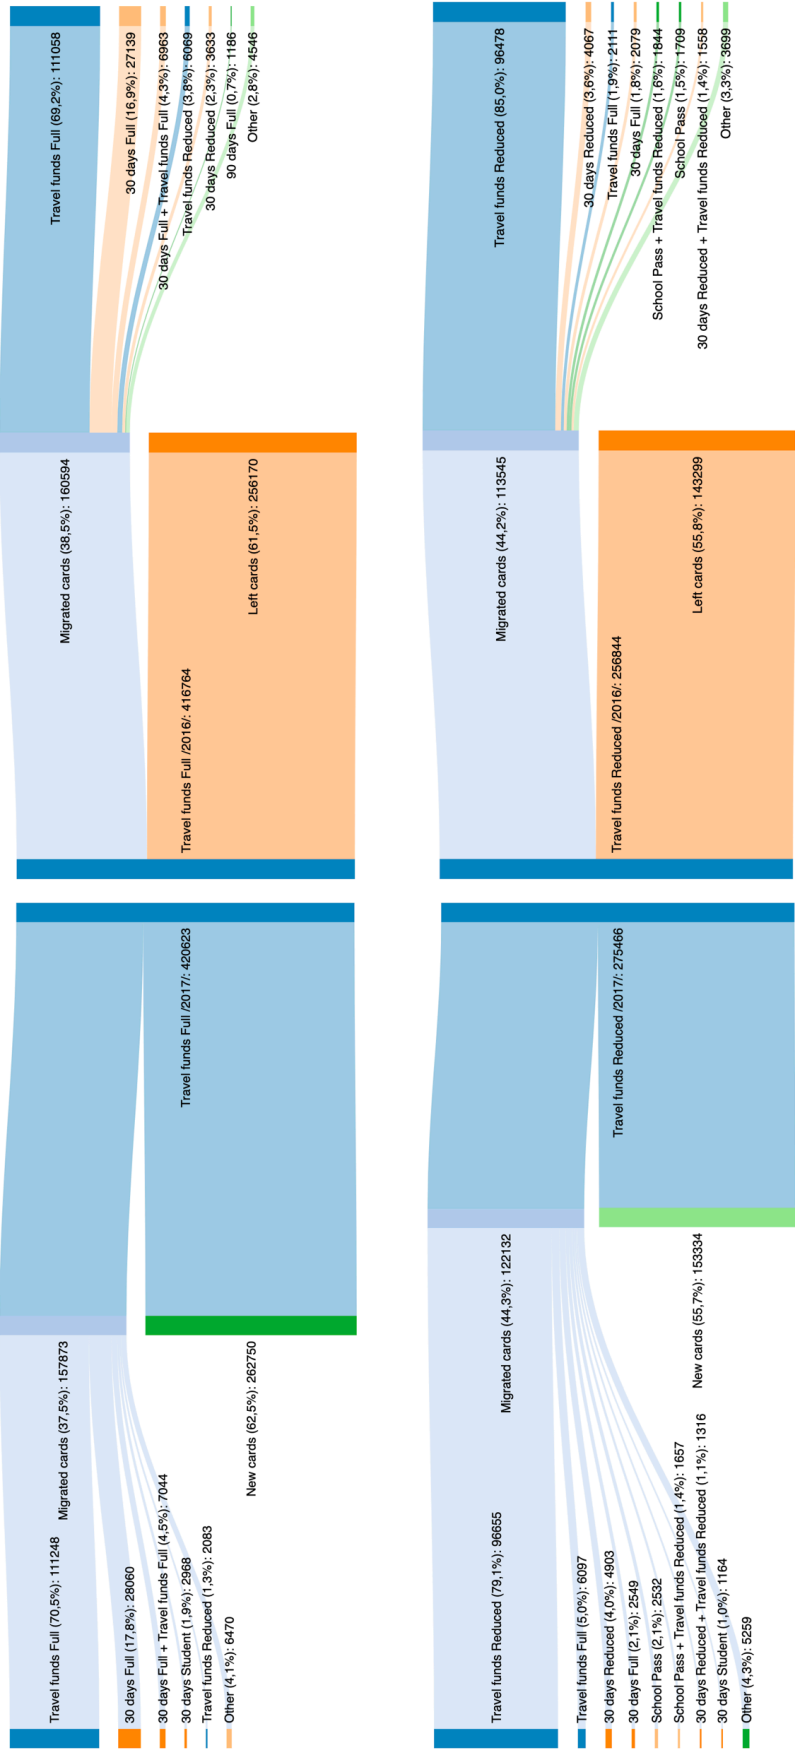 Travel funds Full (69,2%): 111058
30 days Full (16,9%): 27139
30 days Full + Travel funds Full (4,3%): 6963
Travel funds Reduced (3,8%): 6069
30 days Reduced (2,3%): 3633
90 days Full (0,7%): 1186
Other (2,8%): 4546
Migrated cards (38,5%): 160594
Left cards (61,5%): 256170
Travel funds Full /2016/: 416764
Travel funds Full /2017/: 420623
Migrated cards (37,5%): 157873
New cards (62,5%): 262750
Travel funds Full (70,5%): 111248
30 days Full (17,8%): 28060
30 days Full + Travel funds Full (4,5%): 7044
30 days Student (1,9%): 2968
Travel funds Reduced (1,3%): 2083
Other (4,1%): 6470
Travel funds Reduced (85,0%): 96478
30 days Reduced (3,6%): 4067
Travel funds Full (1,9%): 2111
30 days Full (1,8%): 2079
School Pass + Travel funds Reduced (1,6%): 1844
School Pass (1,5%): 1709
30 days Reduced + Travel funds Reduced (1,4%): 1558
Other (3,3%): 3699
Migrated cards (44,2%): 113545
Left cards (55,8%): 143299
Travel funds Reduced /2016/: 256844
Travel funds Reduced /2017/: 275466
Migrated cards (44,3%): 122132
New cards (55,7%): 153334
Travel funds Reduced (79,1%): 96655
Travel funds Full (5,0%): 6097
30 days Reduced (4,0%): 4903
30 days Full (2,1%): 2549
School Pass (2,1%): 2532
School Pass + Travel funds Reduced (1,4%): 1657
30 days Reduced + Travel funds Reduced (1,1%): 1316
30 days Student (1,0%): 1164
Other (4,3%): 5259